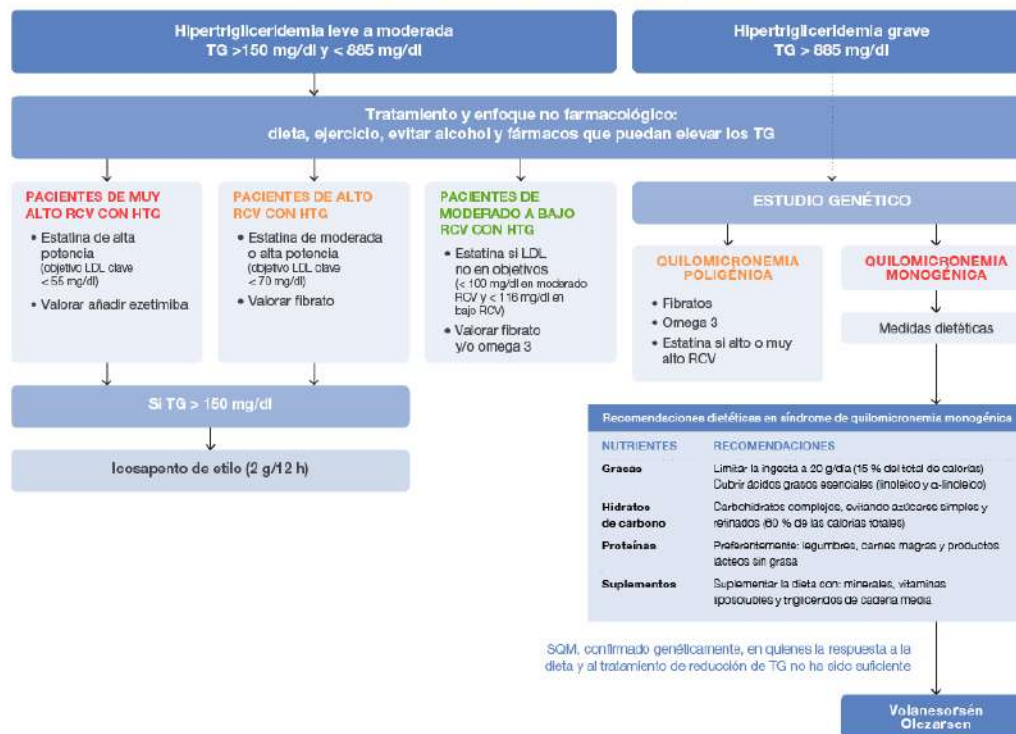 Hipertrigliceridemia leve a moderada
TG >150 mg/dl y < 885 mg/dl
Hipertrigliceridemia grave
TG > 885 mg/dl
Tratamiento y enfoque no farmacológico:
dieta, ejercicio, evitar alcohol y fármacos que puedan elevar los TG
PACIENTES DE MUY
ALTO RCV CON HTG
• Estatina de alta
potencia
(objetivo LDL clave
< 55 mg/dl)
• Valorar añadir ezetimiba
PACIENTES DE ALTO
RCV CON HTG
• Estatina de moderada
o alta potencia
(objetivo LDL clave
< 70 mg/dl)
• Valorar fibrato
PACIENTES DE
MODERADO A BAJO
RCV CON HTG
• Estatina si LDL
no en objetivos
(< 100 mg/dl en moderado
RCV y < 116 mg/dl en
bajo RCV)
• Valorar fibrato
y/o omega 3
ESTUDIO GENÉTICO
QUILOMICRONEMIA
POLIGÉNICA
• Fibratos
• Omega 3
• Estatina si alto o muy
alto RCV
QUILOMICRONEMIA
MONOGÉNICA
Medidas dietéticas
Si TG > 150 mg/dl
Icosapento de etilo (2 g/12 h)
Recomendaciones dietéticas en síndrome de quilomicronemia monogénica
NUTRIENTES RECOMENDACIONES
Grasas Limitar la ingesta a 20 g/día (15 % del total de calorías)
Cubrir ácidos grasos esenciales (linoleico y α-linoleico)
Hidratos Carbohidratos complejos, evitando azúcares simples y
de carbono refinados (60 % de las calorías totales)
Proteínas Preferentemente: legumbres, carnes magras y productos
lácteos sin grasa
Suplementos Suplementar la dieta con: minerales, vitaminas
liposolubles y triglicéridos de cadena media
SQM, confirmado genéticamente, en quienes la respuesta a la
dieta y al tratamiento de reducción de TG no ha sido suficiente
Volanesorsén
Olezarsen